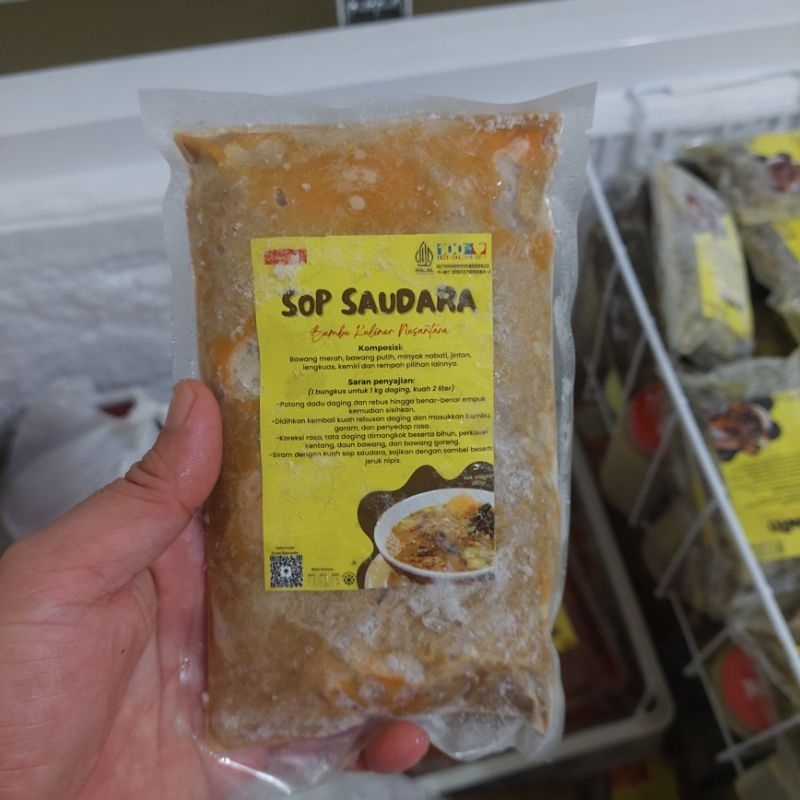 SOP SAUDARA
Bumbu Kuliner Nusantara
Komposisi:
Bawang merah, bawang putih, minyak nabati, jintan,
lengkuas, kemiri dan rempah pilihan lainnya.
Saran penyajian:
(1 bungkus untuk 1 kg daging, kuah 2 liter)
-Potong dadu daging dan rebus hingga benar-benar empuk
kemudian sisihkan.
-Didihkan kembali kuah rebusan daging dan masukkan bumbu,
garam, dan penyedap rasa.
-Koreksi rasa, tata daging dimangkok beserta bihun, perkedel
kentang, daun bawang, dan bawang goreng.
-Siram dengan kuah sop saudara, sajikan dengan sambel beserta
jeruk nipis.